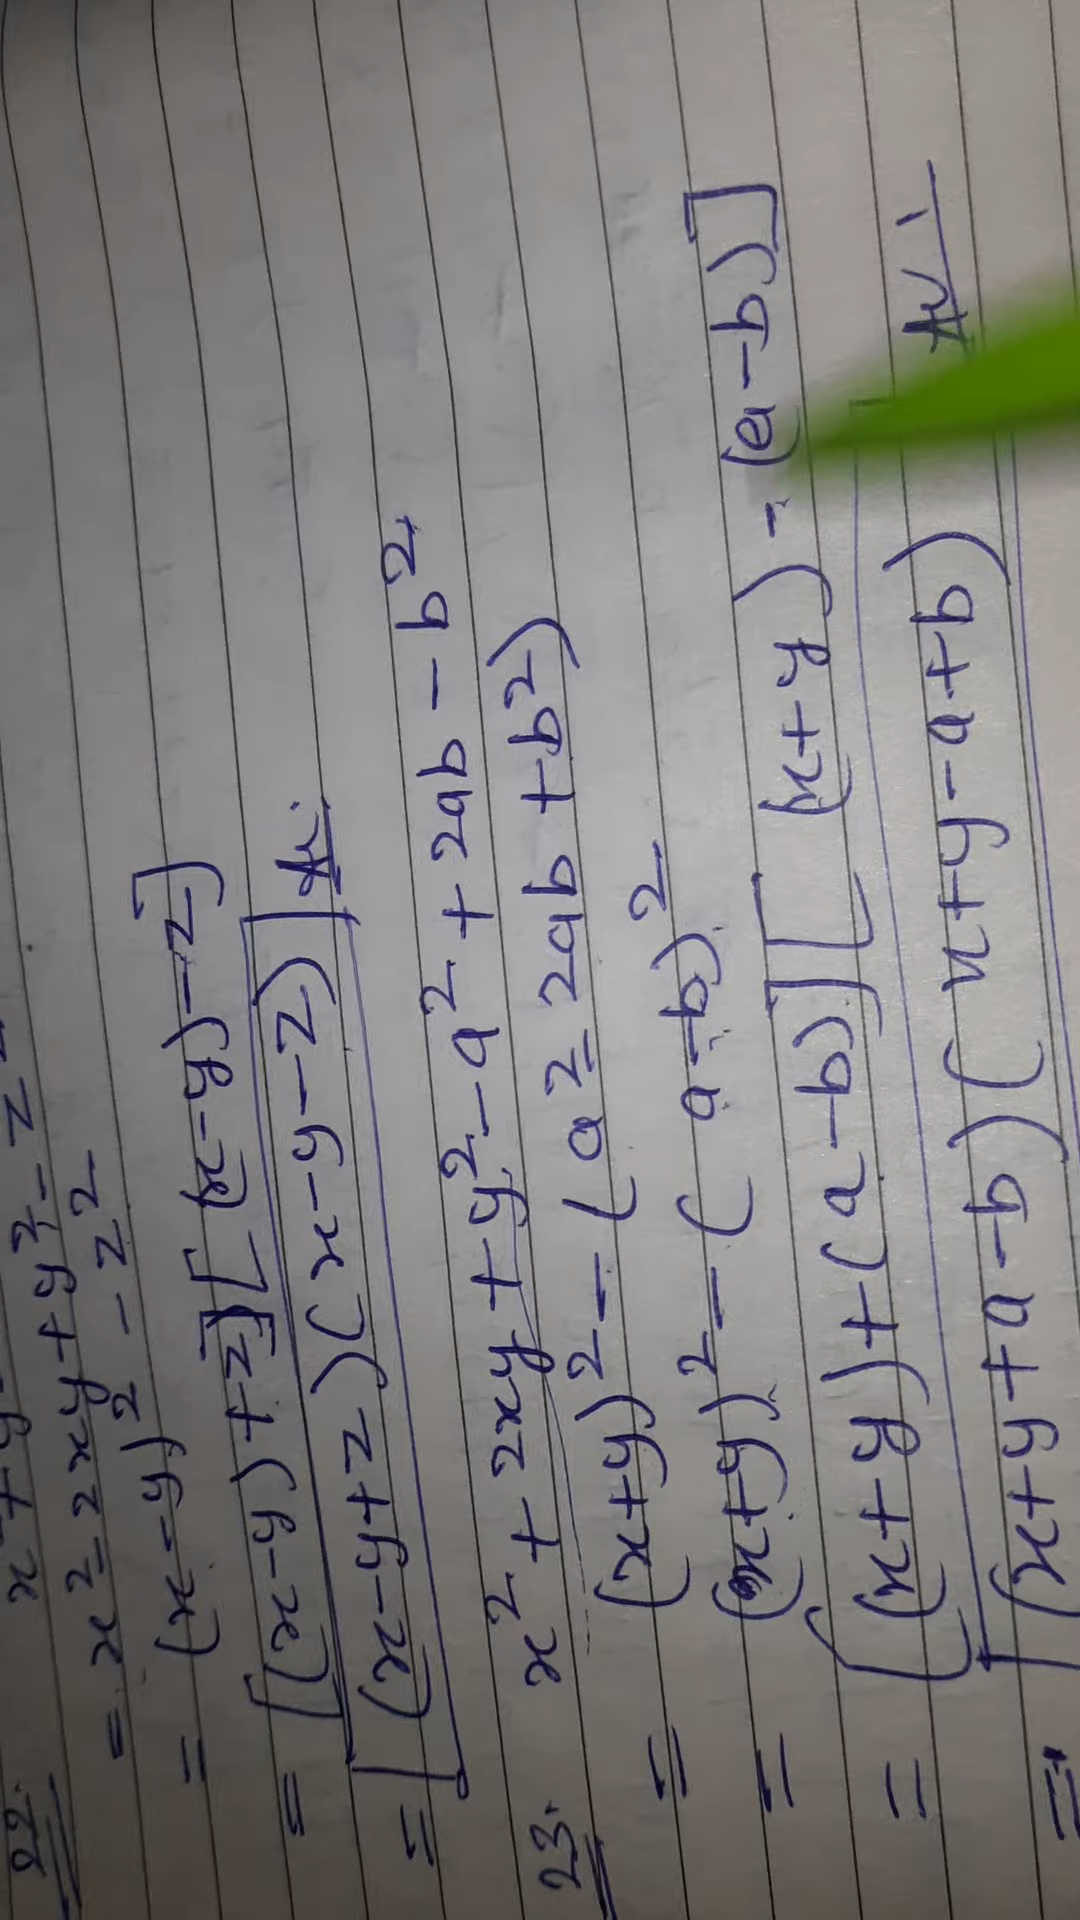 22.
= x² - 2xy + y² - z²
= (x-y)² - z²
= [(x-y)+z] [(x-y)-z]
= (x-y+z)(x-y-z) Ans.
23. x² + 2xy + y² - a² + 2ab - b²
= (x+y)² - (a² - 2ab + b²)
= (x+y)² - (a-b)²
= [(x+y)+(a-b)] [(x+y)-(a-b)]
= (x+y+a-b)(x+y-a+b) Ans